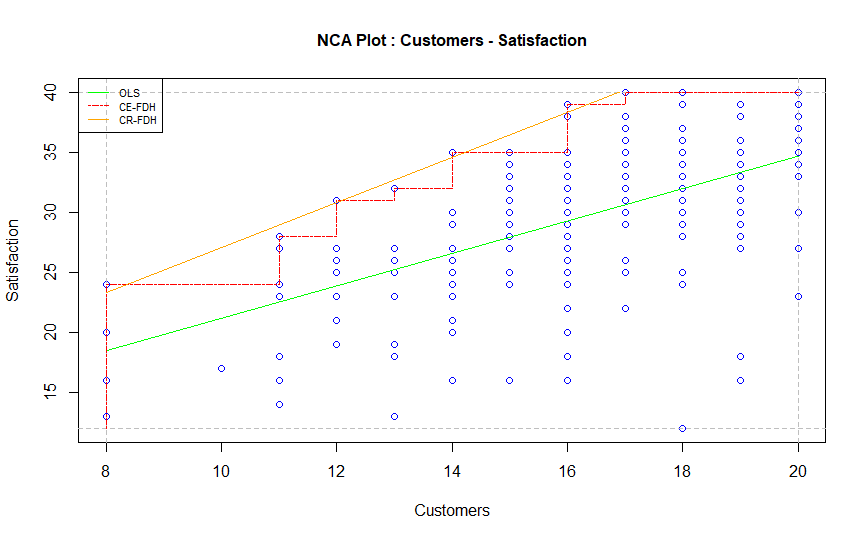 NCA Plot : Customers - Satisfaction
OLS
CE-FDH
CR-FDH
Satisfaction
40
35
30
25
20
15
8 10 12 14 16 18 20
Customers